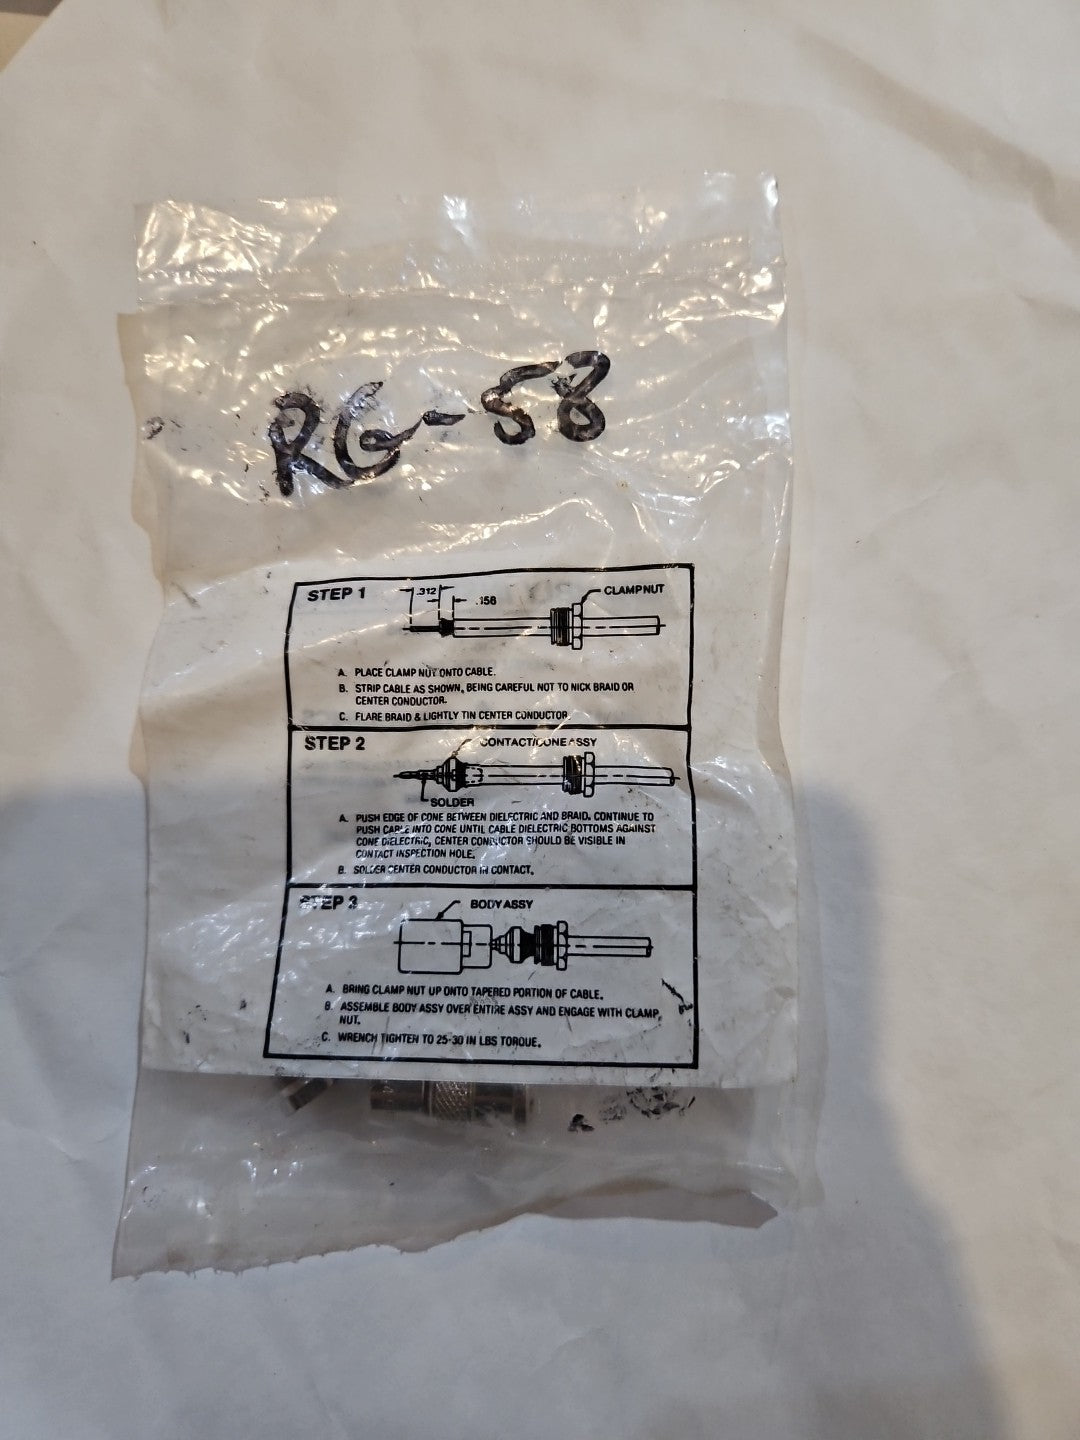 RG-58
STEP 1
.312
.156
CLAMP NUT
A. PLACE CLAMP NUT ONTO CABLE.
B. STRIP CABLE AS SHOWN, BEING CAREFUL NOT TO NICK BRAID OR
CENTER CONDUCTOR.
C. FLARE BRAID & LIGHTLY TIN CENTER CONDUCTOR.
STEP 2
CONTACT/CONE ASSY
SOLDER
A. PUSH EDGE OF CONE BETWEEN DIELECTRIC AND BRAID. CONTINUE TO
PUSH CABLE INTO CONE UNTIL CABLE DIELECTRIC BOTTOMS AGAINST
CONE DIELECTRIC, CENTER CONDUCTOR SHOULD BE VISIBLE IN
CONTACT INSPECTION HOLE.
B. SOLDER CENTER CONDUCTOR IN CONTACT.
STEP 3
BODY ASSY
A. BRING CLAMP NUT UP ONTO TAPERED PORTION OF CABLE.
B. ASSEMBLE BODY ASSY OVER ENTIRE ASSY AND ENGAGE WITH CLAMP
NUT.
C. WRENCH TIGHTEN TO 25-30 IN LBS TORQUE.